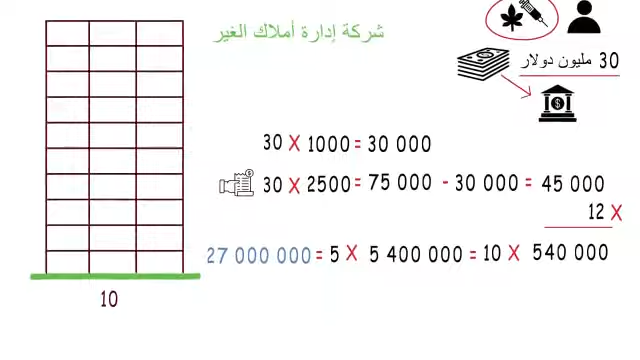 شركة إدارة أملاك الغير
30 مليون دولار
30 X 1000 = 30 000
30 X 2500 = 75 000 - 30 000 = 45 000
12 X
27 000 000 = 5 X 5 400 000 = 10 X 540 000
10